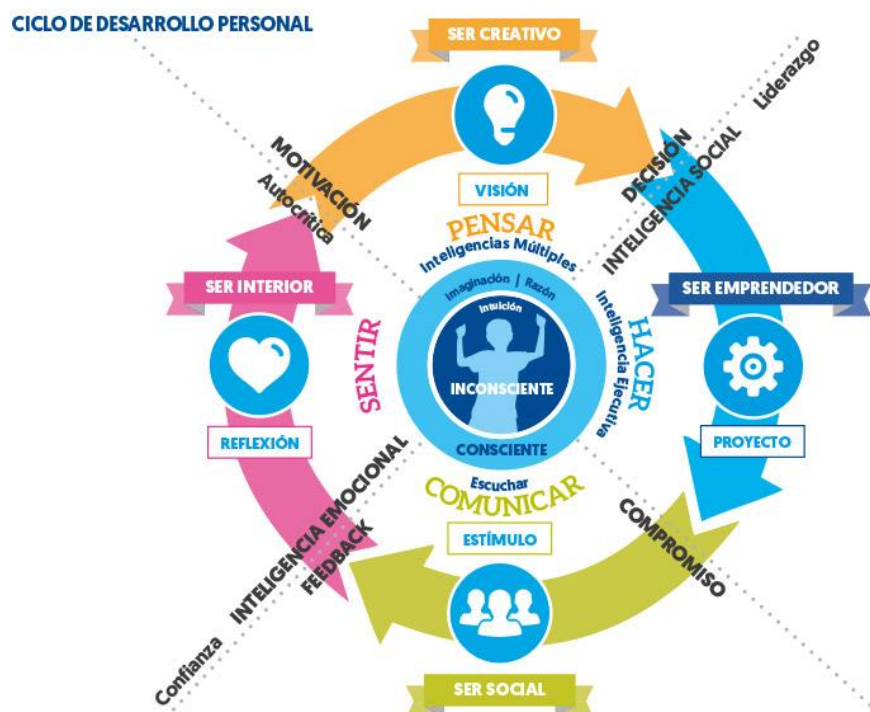 CICLO DE DESARROLLO PERSONAL
SER CREATIVO
Liderazgo
MOTIVACIÓN
Autocrítica
DECISIÓN
INTELIGENCIA SOCIAL
VISIÓN
PENSAR
Inteligencias Múltiples
SER INTERIOR
Imaginación | Razón
SER EMPRENDEDOR
Intuición
SENTIR
INCONSCIENTE
HACER
Inteligencia Ejecutiva
REFLEXIÓN
CONSCIENTE
PROYECTO
Escuchar
COMUNICAR
ESTÍMULO
INTELIGENCIA EMOCIONAL
FEEDBACK
COMPROMISO
Confianza
SER SOCIAL